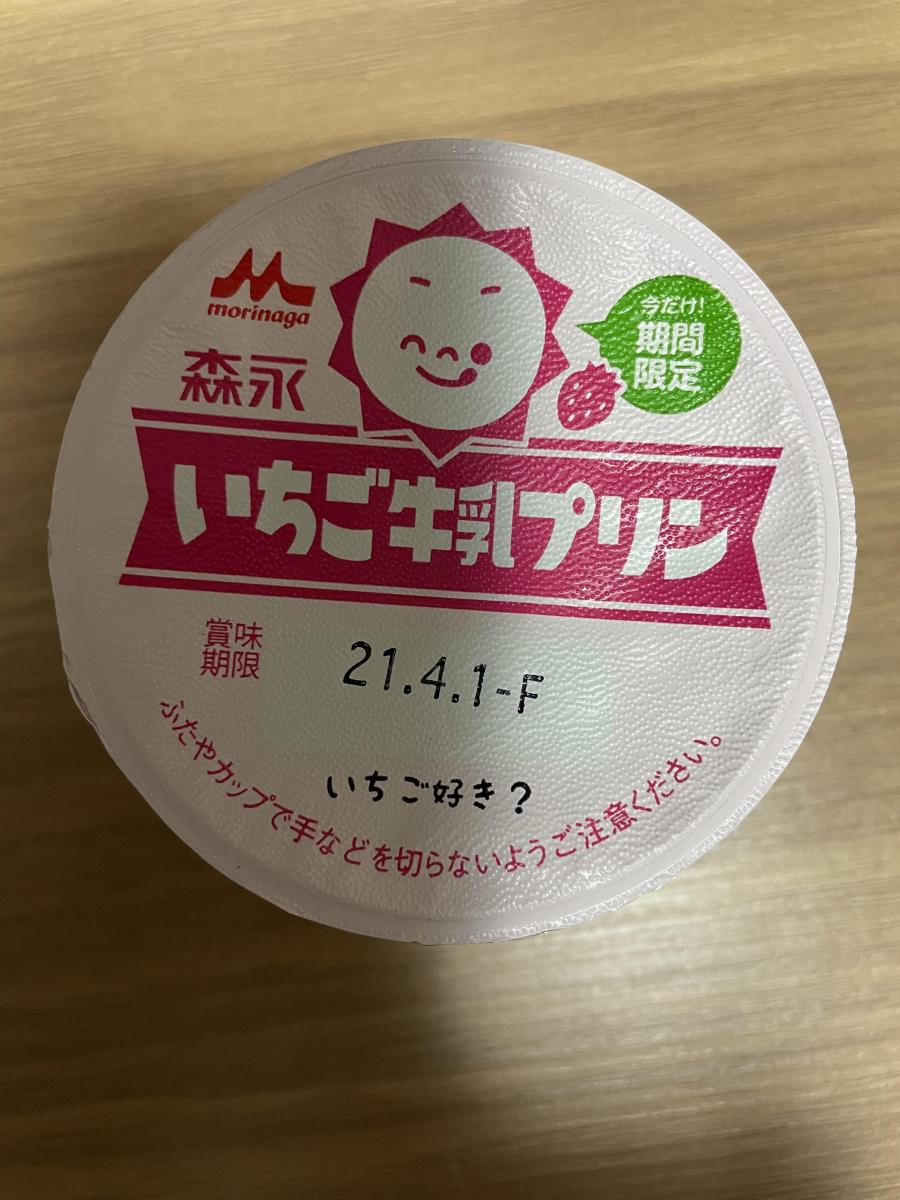 morinaga
森永
今だけ!
期間
限定
いちご牛乳プリン
賞味
期限
21.4.1-F
いちご好き?
ふたやカップで手などを切らないようご注意ください。